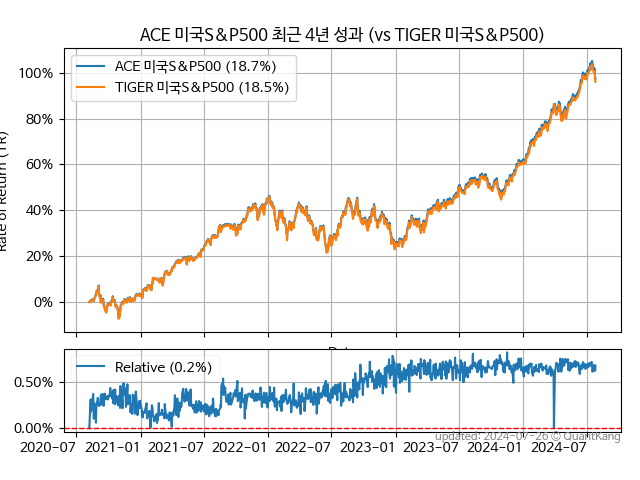 ACE 미국S&P500 최근 4년 성과 (vs TIGER 미국S&P500)
ACE 미국S&P500 (18.7%)
TIGER 미국S&P500 (18.5%)
100%
80%
60%
40%
20%
0%
Rate of Return (TR)
Relative (0.2%)
0.50%
0.00%
2020-07 2021-01 2021-07 2022-01 2022-07 2023-01 2023-07 2024-01 2024-07
updated: 2024-07-26 © QuantKang